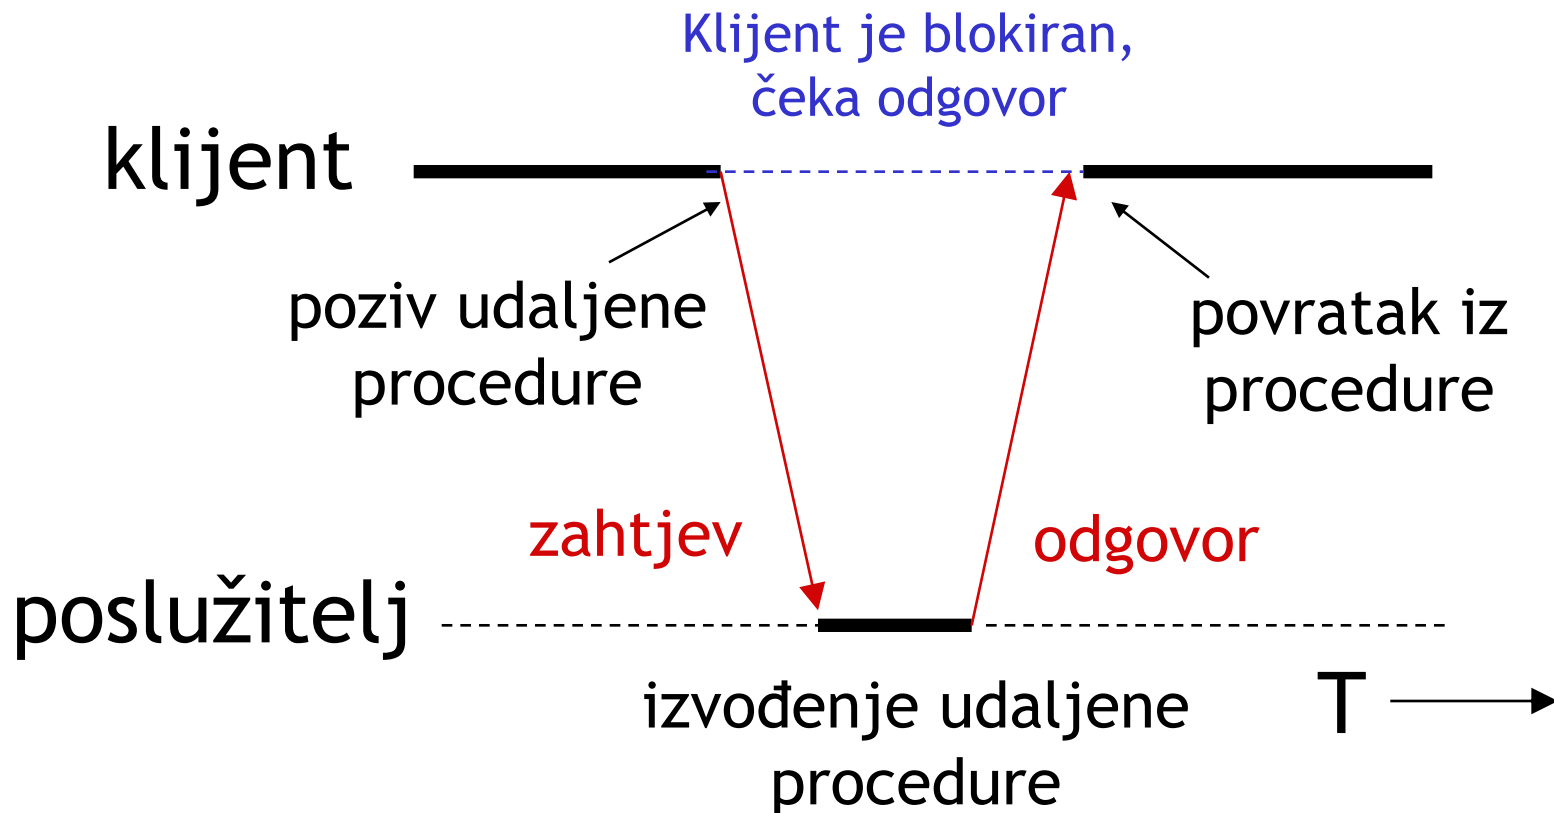 Klijent je blokiran,
čeka odgovor
klijent
poziv udaljene
procedure
povratak iz
procedure
zahtjev
odgovor
poslužitelj
izvođenje udaljene
procedure
T